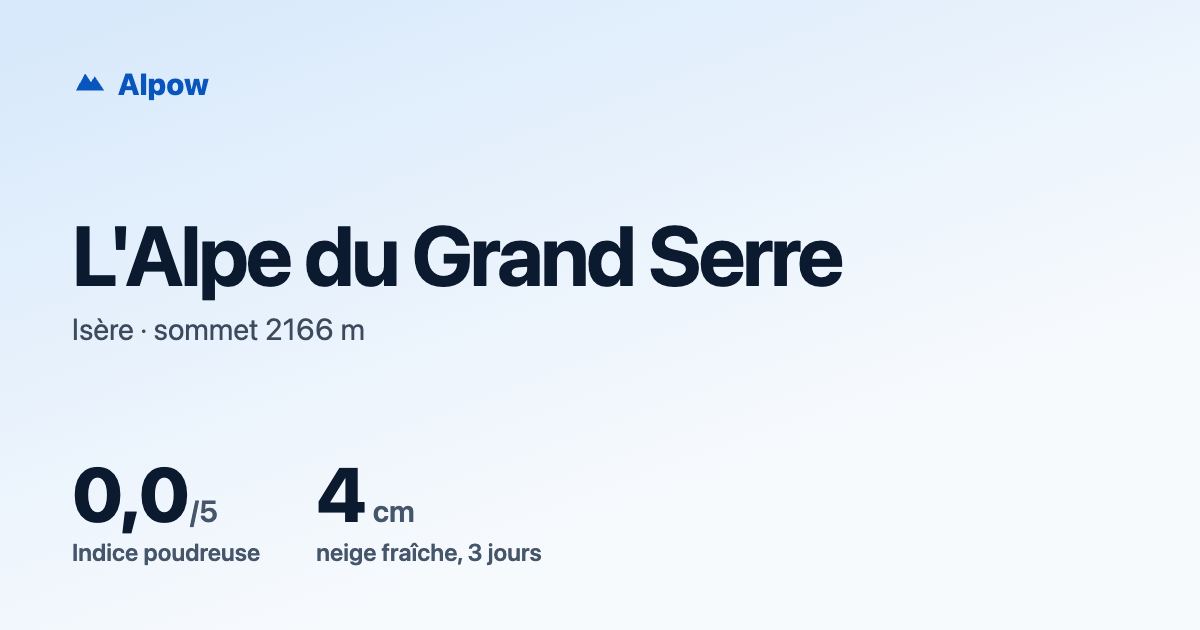 Alpow
L'Alpe du Grand Serre
Isère · sommet 2166 m
0,0/5 4 cm
Indice poudreuse neige fraîche, 3 jours